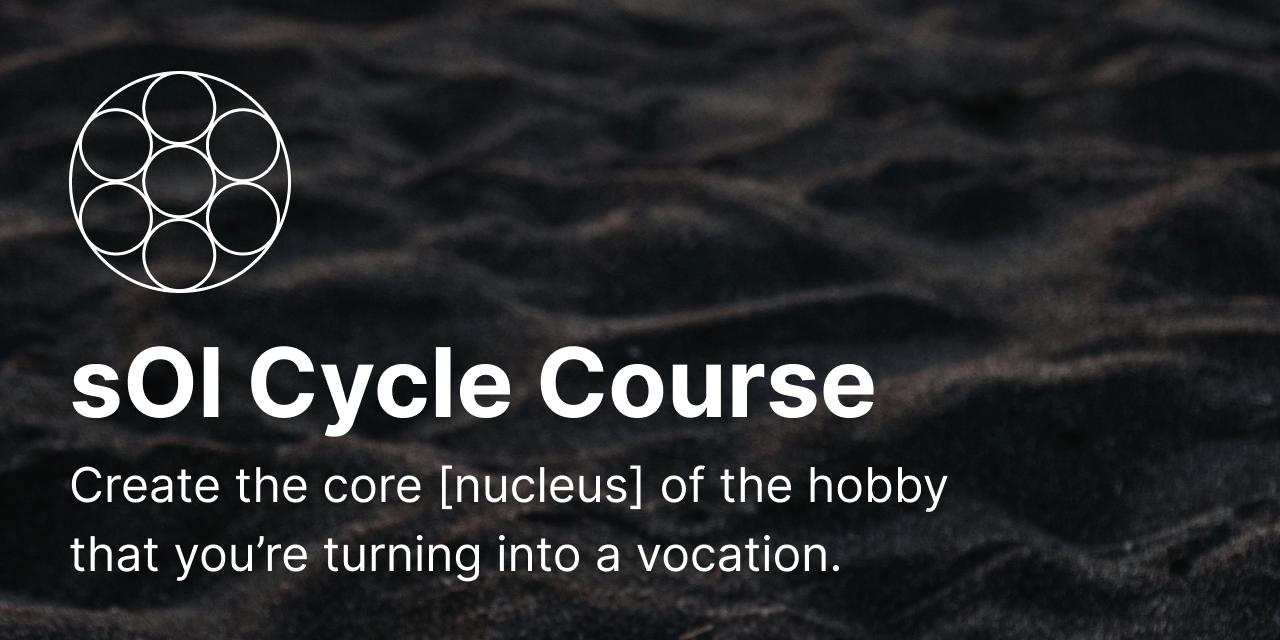 sOl Cycle Course
Create the core [nucleus] of the hobby
that you’re turning into a vocation.